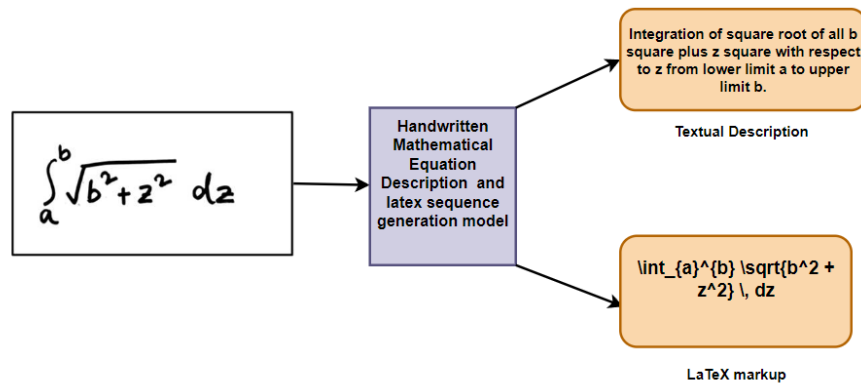 ∫_a^b √(b² + z²) dz
Handwritten
Mathematical
Equation
Description and
latex sequence
generation model
Integration of square root of all b
square plus z square with respect
to z from lower limit a to upper
limit b.
Textual Description
\int_{a}^{b} \sqrt{b^2 +
z^2} \, dz
LaTeX markup